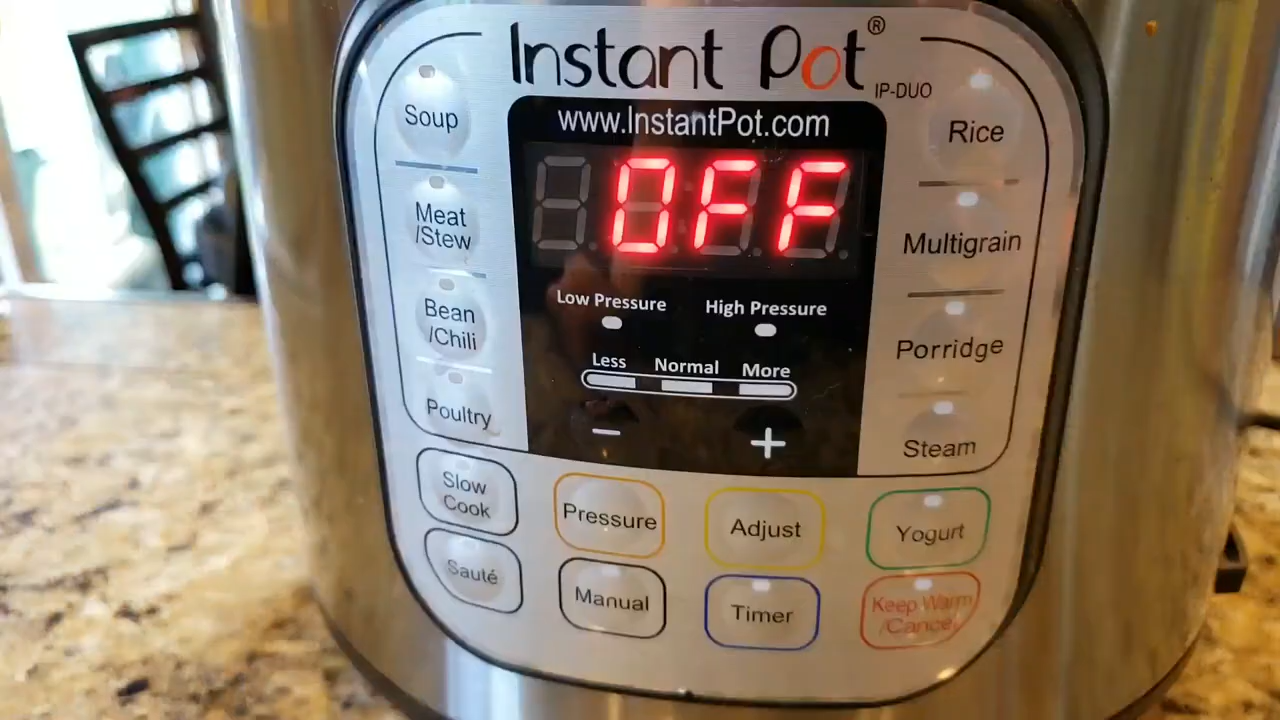 Instant Pot®
IP-DUO
www.InstantPot.com
OFF
Soup
Meat
/Stew
Bean
/Chili
Poultry
Rice
Multigrain
Porridge
Steam
Low Pressure
High Pressure
Less Normal More
− +
Slow
Cook
Pressure
Adjust
Yogurt
Sauté
Manual
Timer
Keep Warm
/Cancel